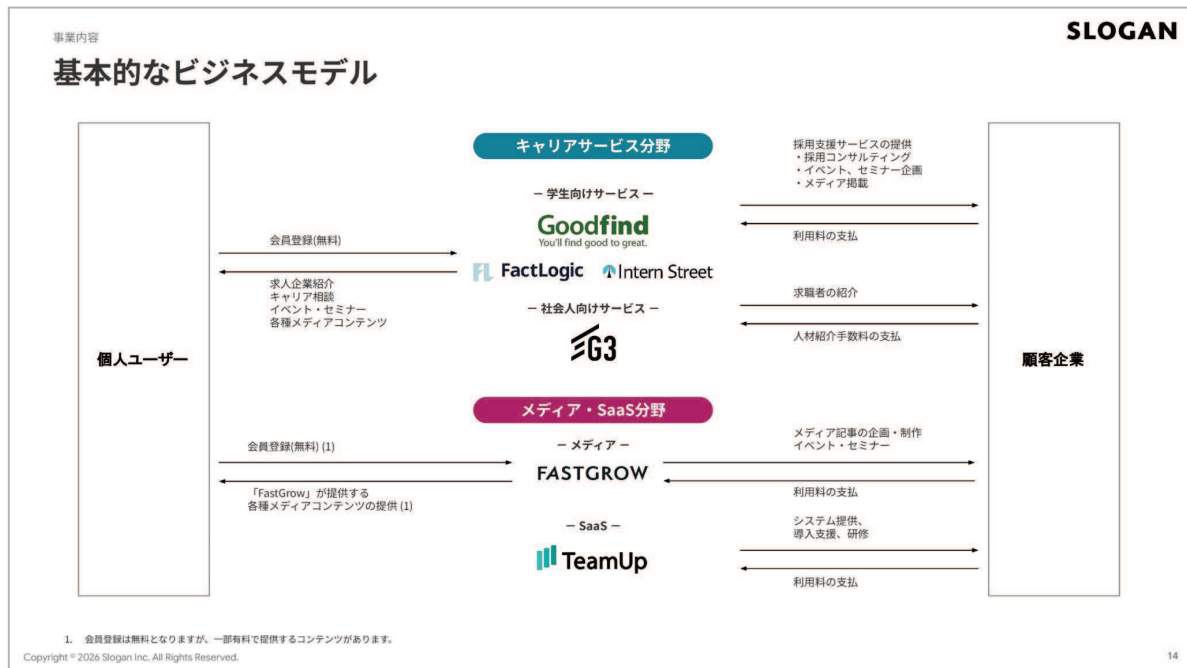 事業内容
SLOGAN
基本的なビジネスモデル
個人ユーザー
会員登録(無料)
求人企業紹介
キャリア相談
イベント・セミナー
各種メディアコンテンツ
会員登録(無料) (1)
「FastGrow」が提供する
各種メディアコンテンツの提供 (1)
キャリアサービス分野
− 学生向けサービス −
Goodfind
You'll find good to great.
FL FactLogic
Intern Street
− 社会人向けサービス −
G3
メディア・SaaS分野
− メディア −
FASTGROW
− SaaS −
TeamUp
採用支援サービスの提供
・採用コンサルティング
・イベント、セミナー企画
・メディア掲載
利用料の支払
求職者の紹介
人材紹介手数料の支払
メディア記事の企画・制作
イベント・セミナー
利用料の支払
システム提供、
導入支援、研修
利用料の支払
顧客企業
1. 会員登録は無料となりますが、一部有料で提供するコンテンツがあります。
Copyright © 2026 Slogan Inc. All Rights Reserved.
14